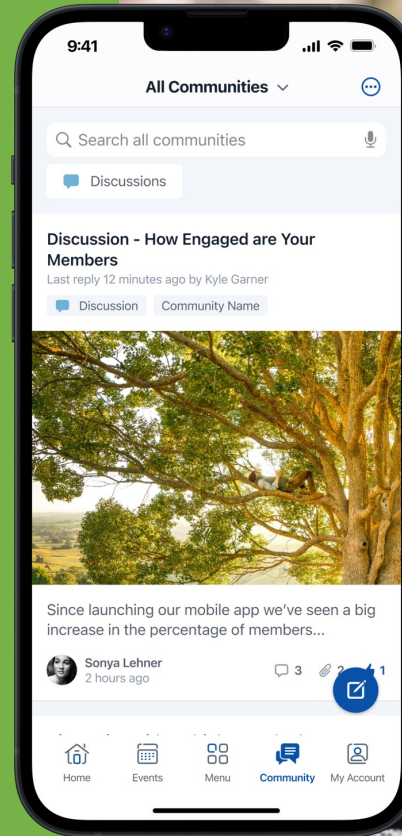 9:41
All Communities
Search all communities
Discussions
Discussion - How Engaged are Your
Members
Last reply 12 minutes ago by Kyle Garner
Discussion Community Name
Since launching our mobile app we've seen a big
increase in the percentage of members...
Sonya Lehner
2 hours ago
3 2 1
Home Events Menu Community My Account